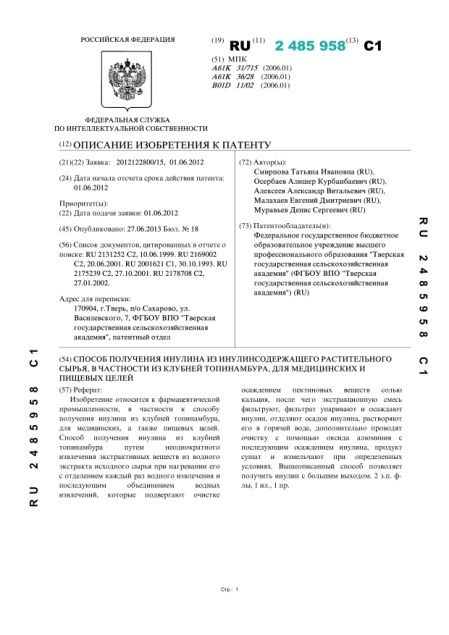 РОССИЙСКАЯ ФЕДЕРАЦИЯ
ФЕДЕРАЛЬНАЯ СЛУЖБА
ПО ИНТЕЛЛЕКТУАЛЬНОЙ СОБСТВЕННОСТИ
(19) RU (11) 2 485 958 (13) C1
(51) МПК
A61K 31/715 (2006.01)
A61K 36/28 (2006.01)
B01D 11/02 (2006.01)
(12) ОПИСАНИЕ ИЗОБРЕТЕНИЯ К ПАТЕНТУ
(21)(22) Заявка: 2012122800/15, 01.06.2012
(24) Дата начала отсчета срока действия патента:
01.06.2012
Приоритет(ы):
(22) Дата подачи заявки: 01.06.2012
(45) Опубликовано: 27.06.2013 Бюл. № 18
(56) Список документов, цитированных в отчете о
поиске: RU 2131252 C2, 10.06.1999. RU 2169002
C2, 20.06.2001. RU 2001621 C1, 30.10.1993. RU
2175239 C2, 27.10.2001. RU 2178708 C2,
27.01.2002.
Адрес для переписки:
170904, г.Тверь, п/о Сахарово, ул.
Василевского, 7, ФГБОУ ВПО "Тверская
государственная сельскохозяйственная
академия", патентный отдел
(72) Автор(ы):
Смирнова Татьяна Ивановна (RU),
Осербаев Алишер Курбанбаевич (RU),
Алексеев Александр Витальевич (RU),
Малахаев Евгений Дмитриевич (RU),
Муравьев Денис Сергеевич (RU)
(73) Патентообладатель(и):
Федеральное государственное бюджетное
образовательное учреждение высшего
профессионального образования "Тверская
государственная сельскохозяйственная
академия" (ФГБОУ ВПО "Тверская
государственная сельскохозяйственная
академия") (RU)
(54) СПОСОБ ПОЛУЧЕНИЯ ИНУЛИНА ИЗ ИНУЛИНСОДЕРЖАЩЕГО РАСТИТЕЛЬНОГО
СЫРЬЯ, В ЧАСТНОСТИ ИЗ КЛУБНЕЙ ТОПИНАМБУРА, ДЛЯ МЕДИЦИНСКИХ И
ПИЩЕВЫХ ЦЕЛЕЙ
(57) Реферат:
Изобретение относится к фармацевтической
промышленности, в частности к способу
получения инулина из клубней топинамбура,
для медицинских, а также пищевых целей.
Способ получения инулина из клубней
топинамбура путем неоднократного
извлечения экстрактивных веществ из водного
экстракта исходного сырья при нагревании его
с отделением каждый раз водного извлечения и
последующим объединением водных
извлечений, которые подвергают очистке
осаждением пектиновых веществ солью
кальция, после чего экстракционную смесь
фильтруют, фильтрат упаривают и осаждают
инулин, отделяют осадок инулина, растворяют
его в горячей воде, дополнительно проводят
очистку с помощью оксида алюминия с
последующим осаждением инулина, продукт
сушат и измельчают при определенных
условиях. Вышеописанный способ позволяет
получить инулин с большим выходом. 2 з.п. ф-
лы, 1 ил., 1 пр.
RU 2485958 C1
RU 2485958 C1
Стр.: 1